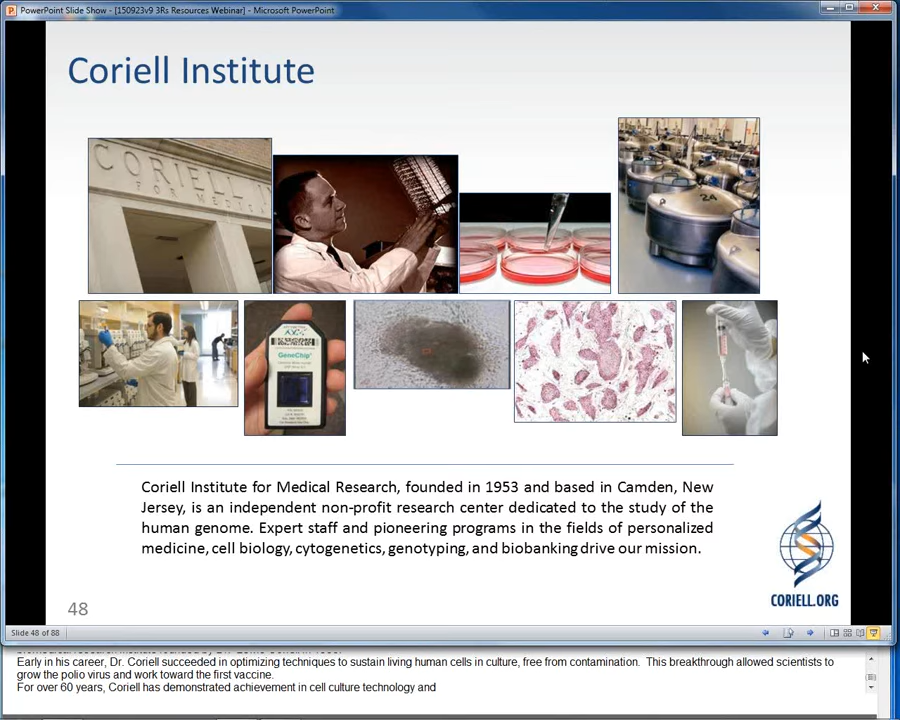 PowerPoint Slide Show - [150923v9 3Rs Resources Webinar] - Microsoft PowerPoint
Coriell Institute
CORIELL I
FOR MEDICA
2A
GeneChip®
Coriell Institute for Medical Research, founded in 1953 and based in Camden, New
Jersey, is an independent non-profit research center dedicated to the study of the
human genome. Expert staff and pioneering programs in the fields of personalized
medicine, cell biology, cytogenetics, genotyping, and biobanking drive our mission.
CORIELL.ORG
48
Slide 48 of 88
Early in his career, Dr. Coriell succeeded in optimizing techniques to sustain living human cells in culture, free from contamination. This breakthrough allowed scientists to
grow the polio virus and work toward the first vaccine.
For over 60 years, Coriell has demonstrated achievement in cell culture technology and